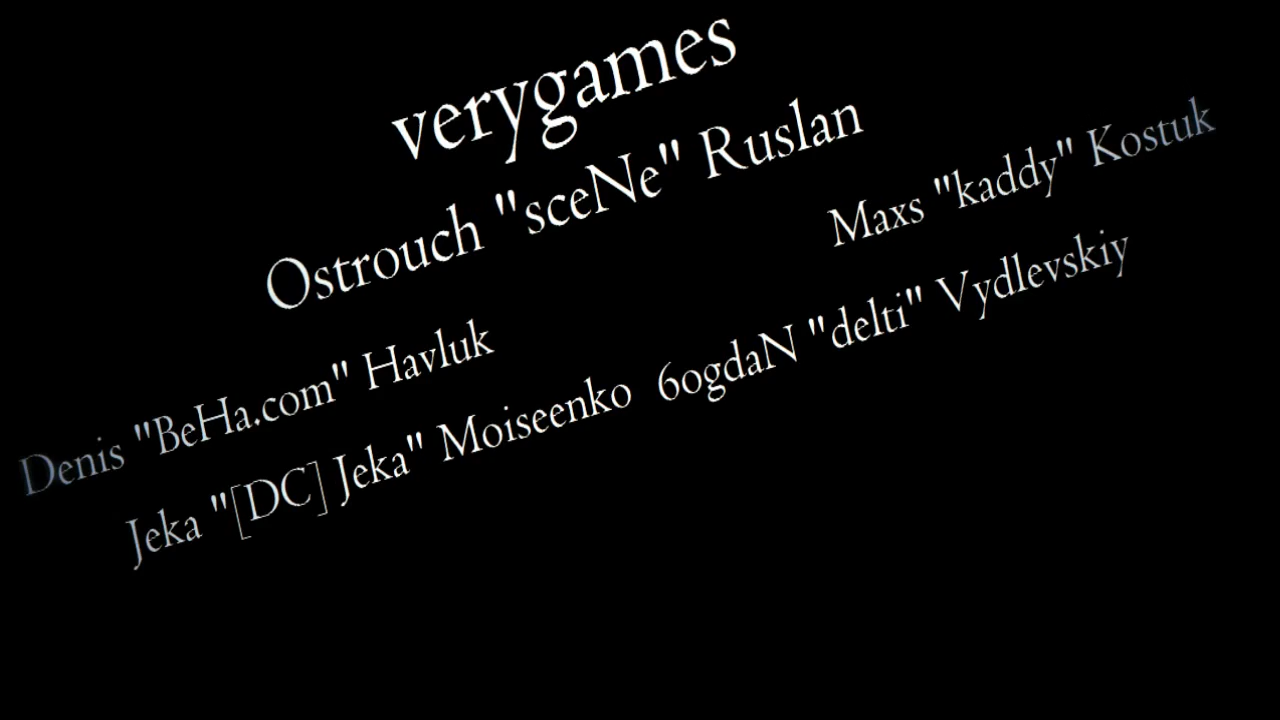 verygames
Ostrouch "sceNe" Ruslan
Maxs "kaddy" Kostuk
Denis "BeHa.com" Havluk
Jeka "[DC] Jeka" Moiseenko
6ogdaN "delti" Vydlevskiy